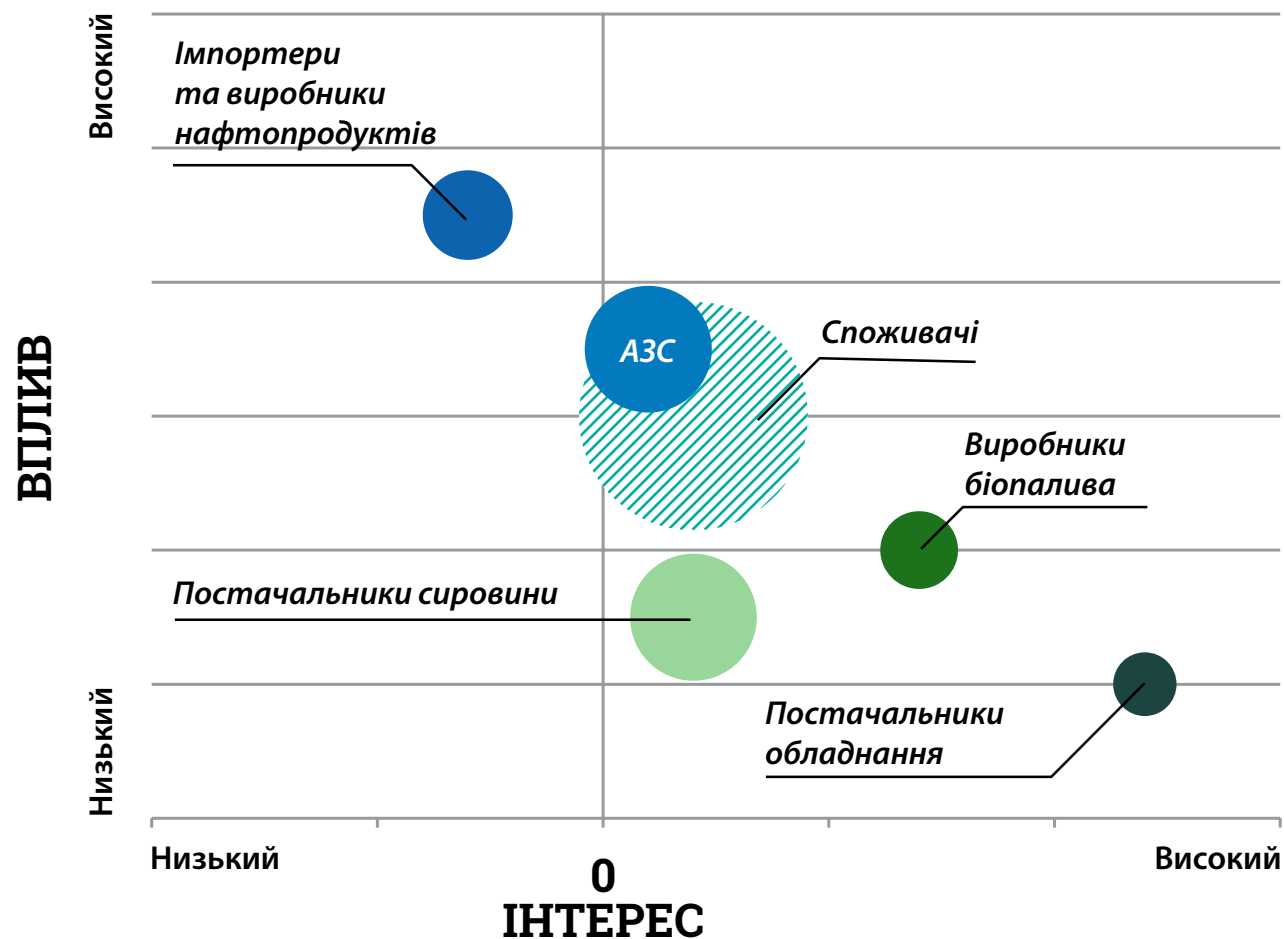 Високий
Імпортери
та виробники
нафтопродуктів
АЗС
Споживачі
ВПЛИВ
Виробники
біопалива
Постачальники сировини
Постачальники
обладнання
Низький
Низький
0
Високий
ІНТЕРЕС